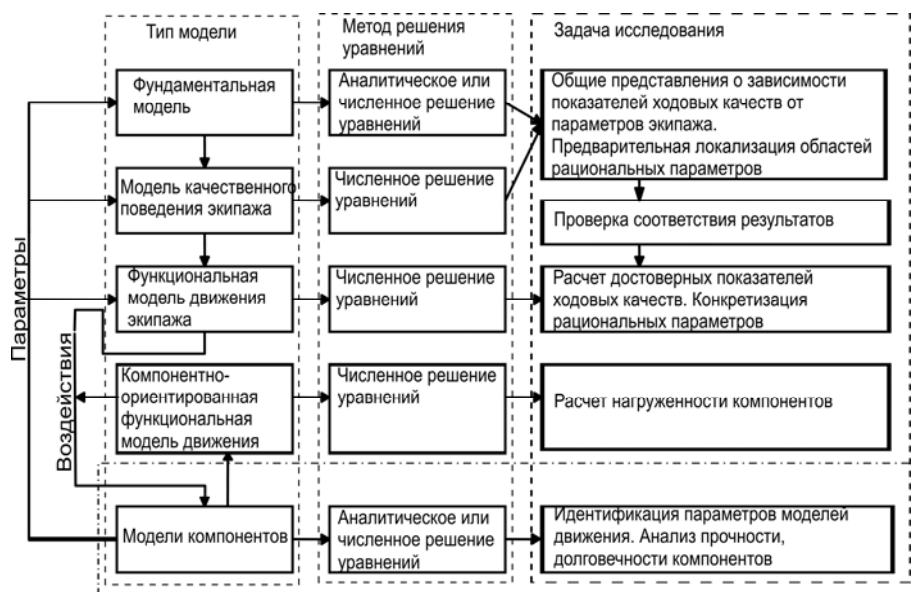 Тип модели
Метод решения
уравнений
Задача исследования
Фундаментальная
модель
Аналитическое или
численное решение
уравнений
Общие представления о зависимости
показателей ходовых качеств от
параметров экипажа.
Предварительная локализация областей
рациональных параметров
Модель качественного
поведения экипажа
Численное решение
уравнений
Проверка соответствия результатов
Функциональная
модель движения
экипажа
Численное решение
уравнений
Расчет достоверных показателей
ходовых качеств. Конкретизация
рациональных параметров
Параметры
Воздействия
Компонентно-
ориентированная
функциональная
модель движения
Численное решение
уравнений
Расчет нагруженности компонентов
Модели компонентов
Аналитическое или
численное решение
уравнений
Идентификация параметров моделей
движения. Анализ прочности,
долговечности компонентов